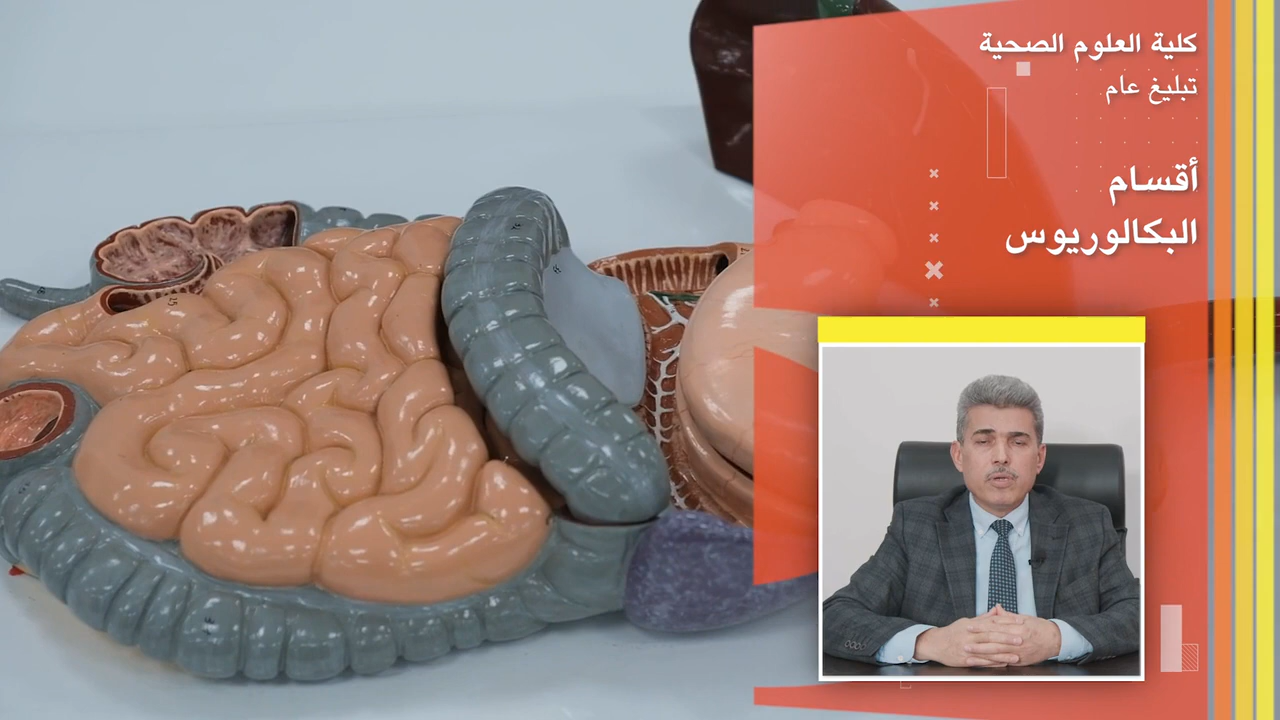 كلية العلوم الصحية
تبليغ عام
أقسام
البكالوريوس